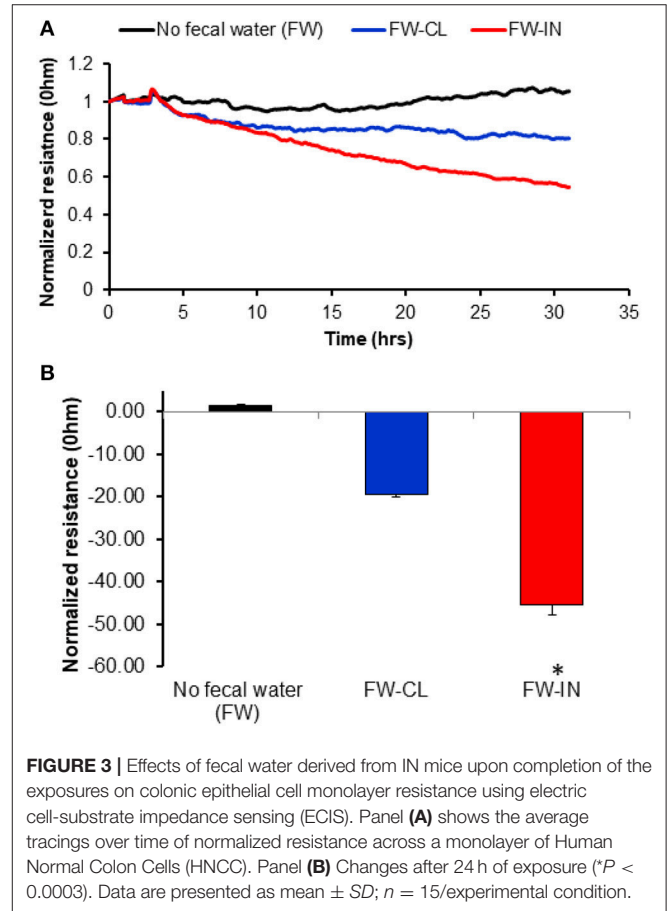 A
No fecal water (FW) FW-CL FW-IN
Normalizerd resiatnce (0hm)
1.2
1
0.8
0.6
0.4
0.2
0
0 5 10 15 20 25 30 35
Time (hrs)
B
Normalized resistance (0hm)
0.00
-10.00
-20.00
-30.00
-40.00
-50.00
-60.00
*
No fecal water
(FW)
FW-CL
FW-IN
FIGURE 3 | Effects of fecal water derived from IN mice upon completion of the
exposures on colonic epithelial cell monolayer resistance using electric
cell-substrate impedance sensing (ECIS). Panel (A) shows the average
tracings over time of normalized resistance across a monolayer of Human
Normal Colon Cells (HNCC). Panel (B) Changes after 24 h of exposure (*P <
0.0003). Data are presented as mean ± SD; n = 15/experimental condition.